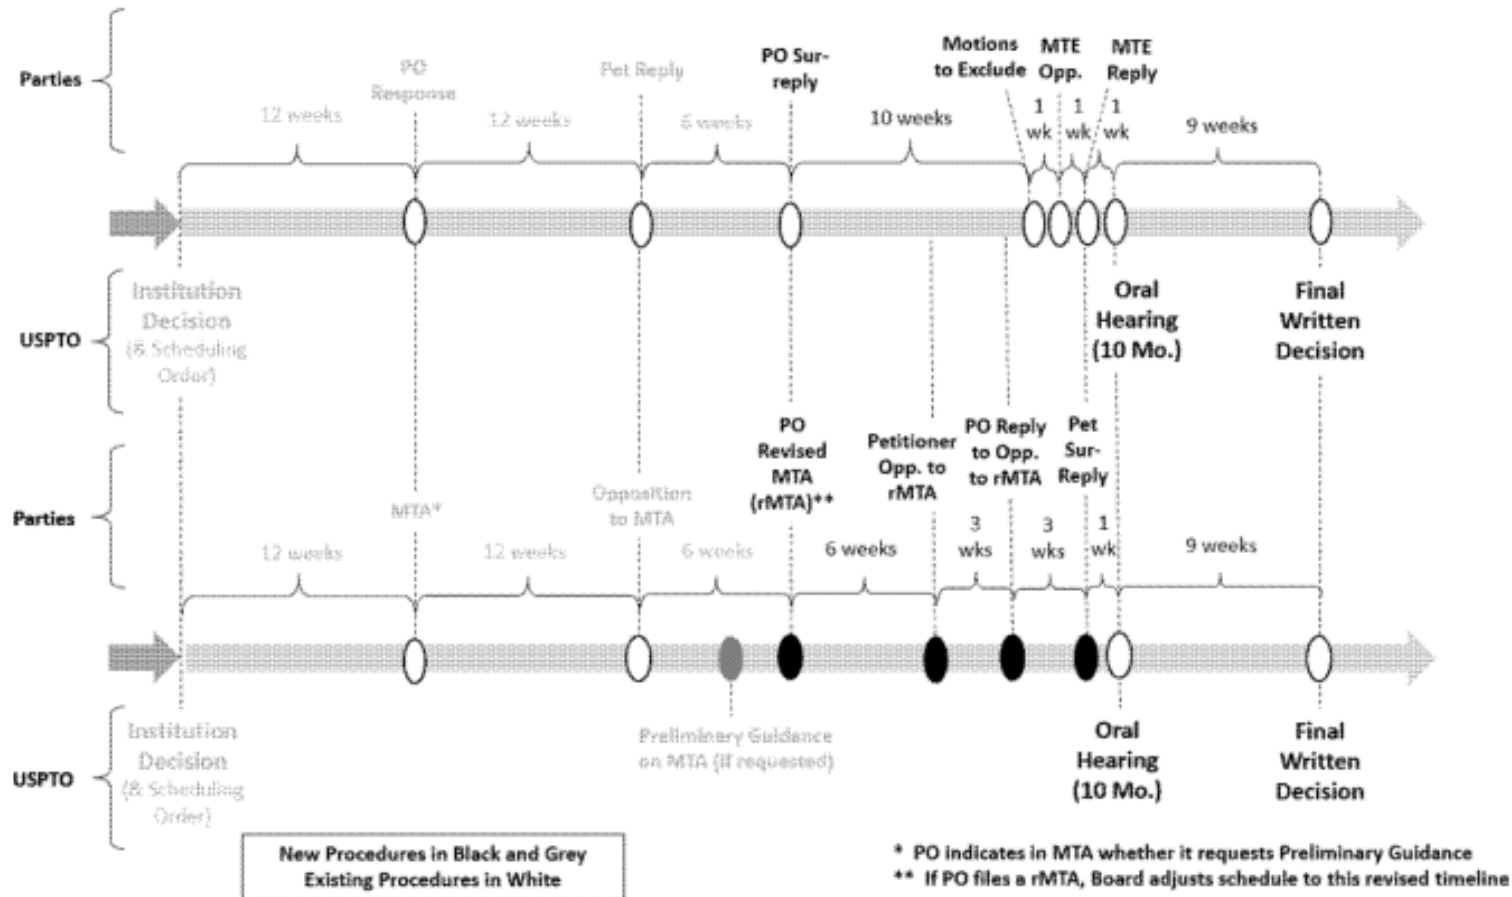 Parties
PO
Response
Pet Reply
PO Sur-
reply
Motions
to Exclude
MTE
Opp.
MTE
Reply
12 weeks
12 weeks
6 weeks
10 weeks
1
wk
1
wk
1
wk
9 weeks
USPTO
Institution
Decision
(& Scheduling
Order)
Oral
Hearing
(10 Mo.)
Final
Written
Decision
Parties
MTA*
Opposition
to MTA
PO
Revised
MTA
(rMTA)**
Petitioner
Opp. to
rMTA
PO Reply
to Opp.
to rMTA
Pet
Sur-
Reply
12 weeks
12 weeks
6 weeks
6 weeks
3
wks
3
wks
1
wk
9 weeks
USPTO
Institution
Decision
(& Scheduling
Order)
Preliminary Guidance
on MTA (if requested)
Oral
Hearing
(10 Mo.)
Final
Written
Decision
New Procedures in Black and Grey
Existing Procedures in White
* PO indicates in MTA whether it requests Preliminary Guidance
** If PO files a rMTA, Board adjusts schedule to this revised timeline